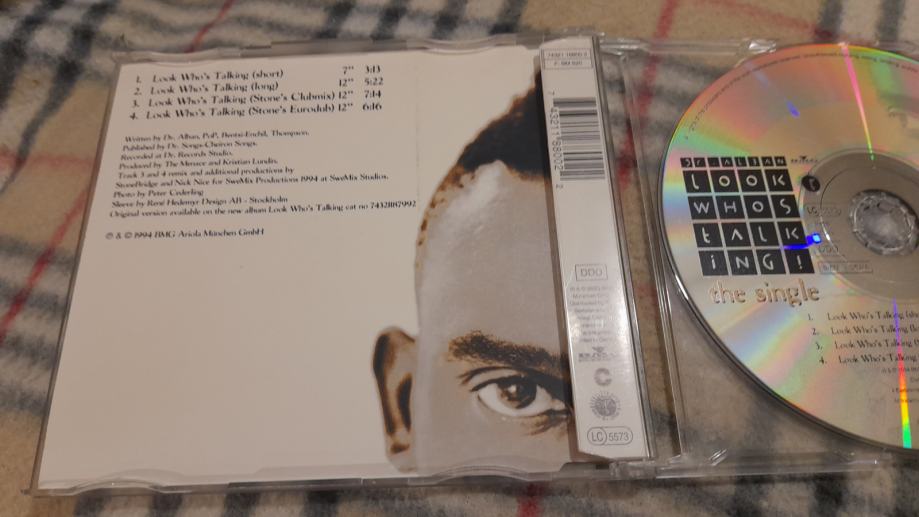 1. Look Who's Talking (short) 7" 3:13
2. Look Who's Talking (long) 12" 5:22
3. Look Who's Talking (Stone's Clubmix) 12" 7:14
4. Look Who's Talking (Stone's Eurodub) 12" 6:16
Written by Dr. Alban, PoP, Bentsi-Enchil, Thompson.
Published by Dr. Songs-Cheiron Songs.
Recorded at Dr. Records Studio.
Produced by The Menace and Kristian Lundin.
Track 3 and 4 remix and additional productions by
StoneBridge and Nick Nice for SweMix Productions 1994 at SweMix Studios.
Photo by Peter Cederling
Sleeve by René Hedemyr Design AB - Stockholm
Original version available on the new album Look Who's Talking cat no 74321187992
℗ & © 1994 BMG Ariola München GmbH
7 43211 88002 2
DDD
C
LC 5573
LOOK
WHOS
tALK
iNG!
the single
1. Look Who's Talking
2. Look Who's Talking
3. Look Who's Talking
4. Look Who's Talking